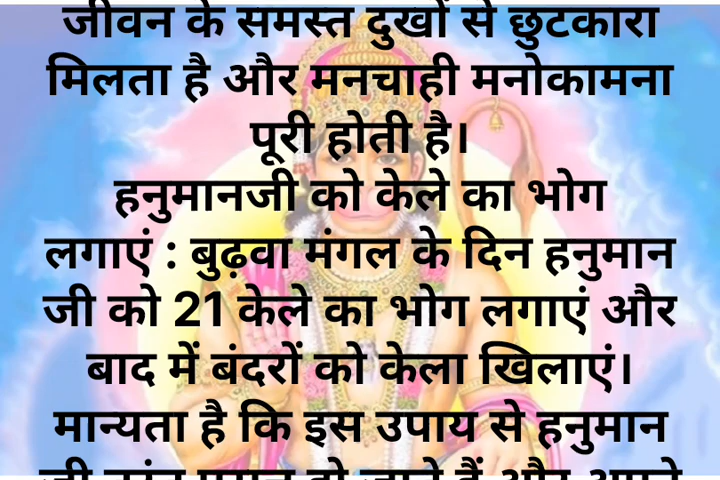 जीवन के समस्त दुखों से छुटकारा
मिलता है और मनचाही मनोकामना
पूरी होती है।
हनुमानजी को केले का भोग
लगाएं : बुढ़वा मंगल के दिन हनुमान
जी को 21 केले का भोग लगाएं और
बाद में बंदरों को केला खिलाएं।
मान्यता है कि इस उपाय से हनुमान